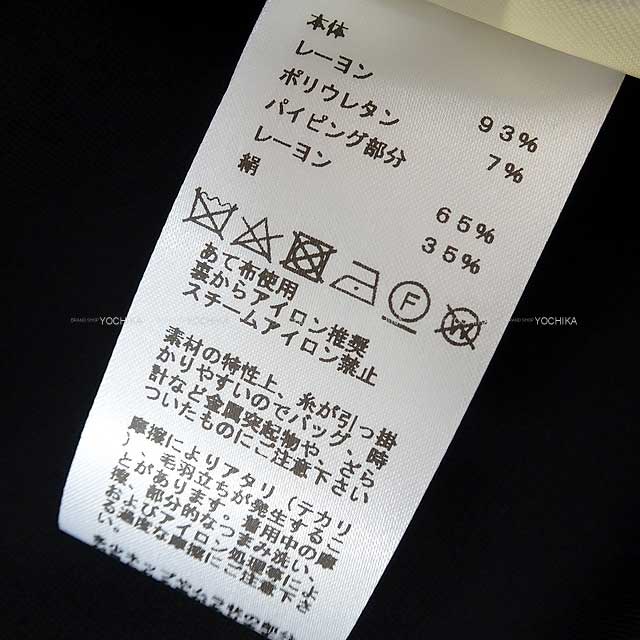 本体
レーヨン 93%
ポリウレタン 7%
パイピング部分
レーヨン 65%
絹 35%
F
W
あて布使用
裏からアイロン推奨
スチームアイロン禁止
素材の特性上、糸が引っ掛
かりやすいのでバッグ、時
計など金属突起物や、ざら
ついたものにご注意下さい
摩擦によりアタリ(テカリ
)、毛羽立ちが発生するこ
とがあります。着用中の摩
擦、部分的なつまみ洗い、
およびアイロン処理等によ
る過度な摩擦にご注意下さ
い。
BRAND SHOP YOCHIKA
BRAND SHOP YOCHIKA